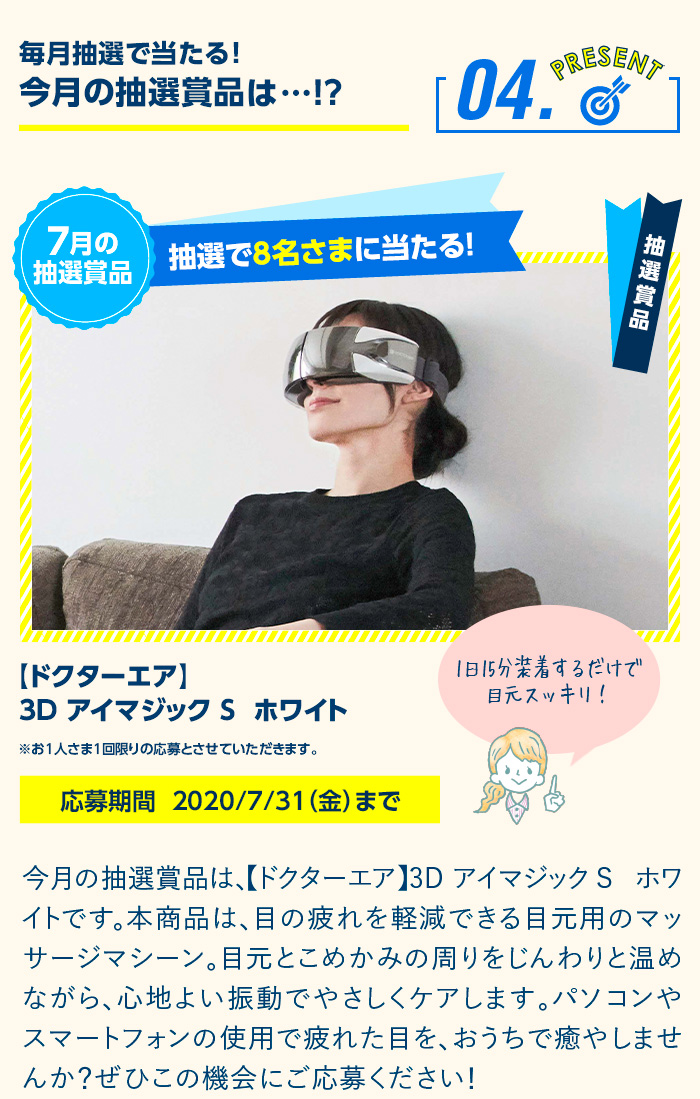 毎月抽選で当たる!
今月の抽選賞品は…!?
04.
PRESENT
7月の
抽選賞品
抽選で8名さまに当たる!
抽選賞品
【ドクターエア】
3D アイマジック S ホワイト
※お1人さま1回限りの応募とさせていただきます。
1日15分装着するだけで
目元スッキリ!
応募期間 2020/7/31(金)まで
今月の抽選賞品は、【ドクターエア】3D アイマジック S ホワ
イトです。本商品は、目の疲れを軽減できる目元用のマッ
サージマシーン。目元とこめかみの周りをじんわりと温め
ながら、心地よい振動でやさしくケアします。パソコンや
スマートフォンの使用で疲れた目を、おうちで癒やしませ
んか?ぜひこの機会にご応募ください!